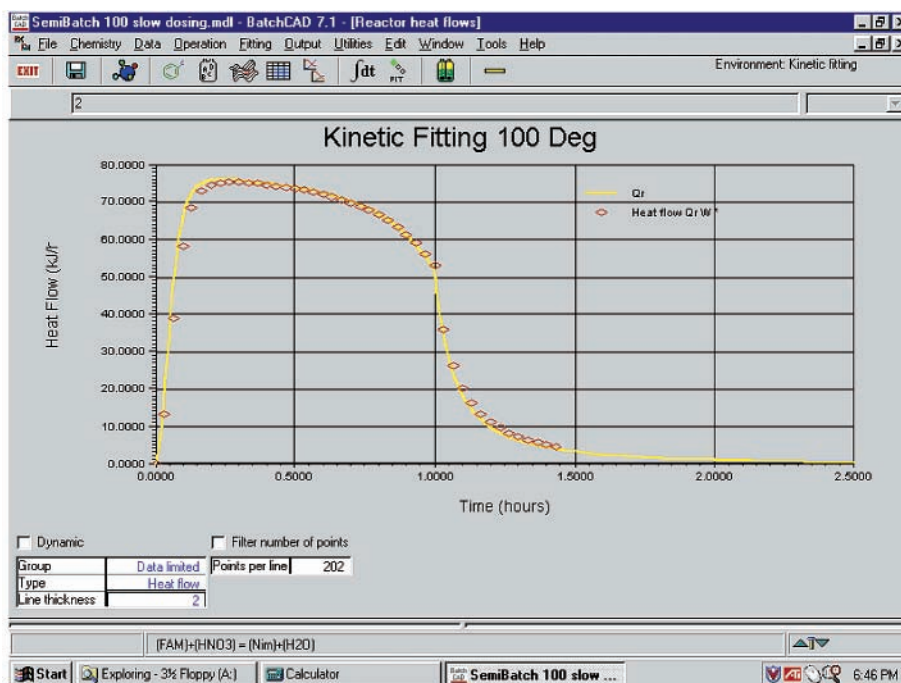 SemiBatch 100 slow dosing.mdl - BatchCAD 7.1 - [Reactor heat flows]
File Chemistry Data Operation Fitting Output Utilities Edit Window Tools Help
EXIT ∫dt FIT Environment: Kinetic fitting
2
Kinetic Fitting 100 Deg
80.0000
70.0000
60.0000
50.0000
40.0000
30.0000
20.0000
10.0000
0.0000
Heat Flow (kJ/r
Qr
Heat flow Qr W *
0.0000 0.5000 1.0000 1.5000 2.0000 2.5000
Time (hours)
Dynamic Filter number of points
Group Data limited Points per line 202
Type Heat flow
Line thickness 2
(FAM)+(HNO3) = (Nim)+(H2O)
Start Exploring - 3½ Floppy (A:) Calculator SemiBatch 100 slow ... 6:46 PM